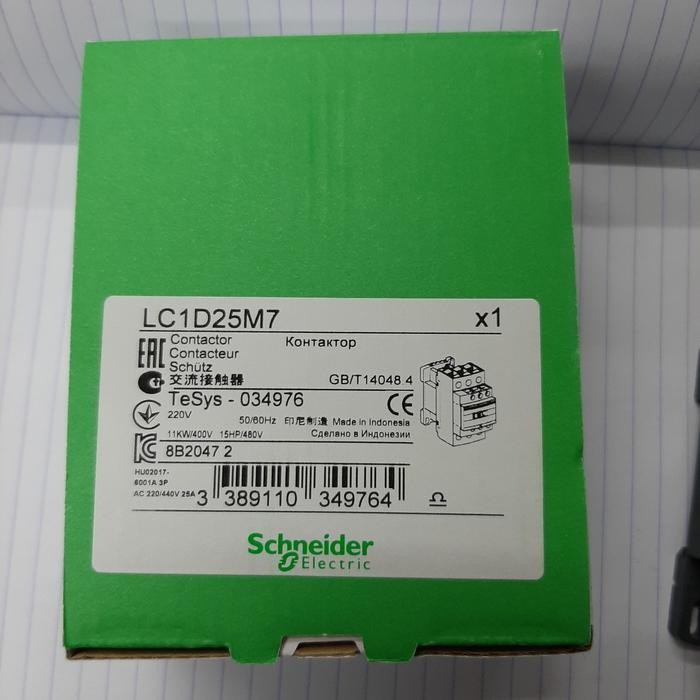 LC1D25M7 x1
EAC Contactor Контактор
Contacteur
Schütz
交流接触器 GB/T14048.4
TeSys - 034976 CE
220V 50/60Hz 印尼制造 Made in Indonesia
11KW/400V 15HP/480V Сделано в Индонезии
8B2047 2
HU02017-
6001A 3P
AC 220/440V 25A
3 389110 349764
Schneider
Electric